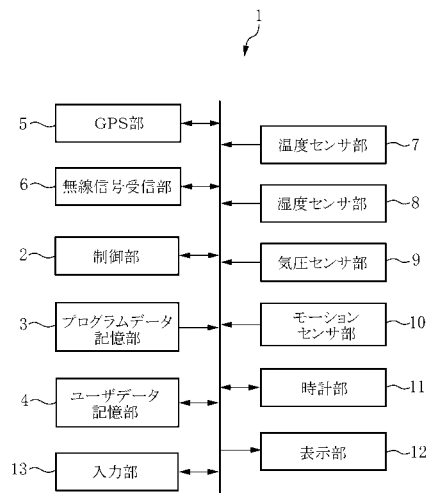 1
5
GPS部
6
無線信号受信部
2
制御部
3
プログラムデータ
記憶部
4
ユーザデータ
記憶部
13
入力部
温度センサ部
7
湿度センサ部
8
気圧センサ部
9
モーション
センサ部
10
時計部
11
表示部
12